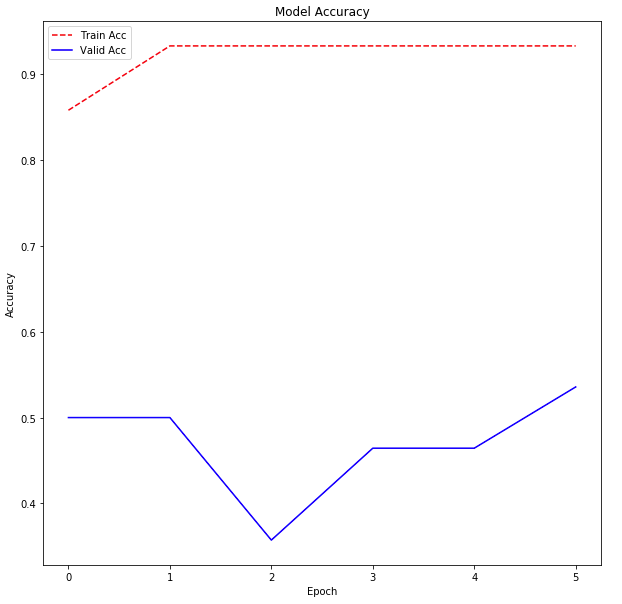 Model Accuracy
Train Acc
Valid Acc
0.9
0.8
0.7
0.6
0.5
0.4
Accuracy
0 1 2 3 4 5
Epoch